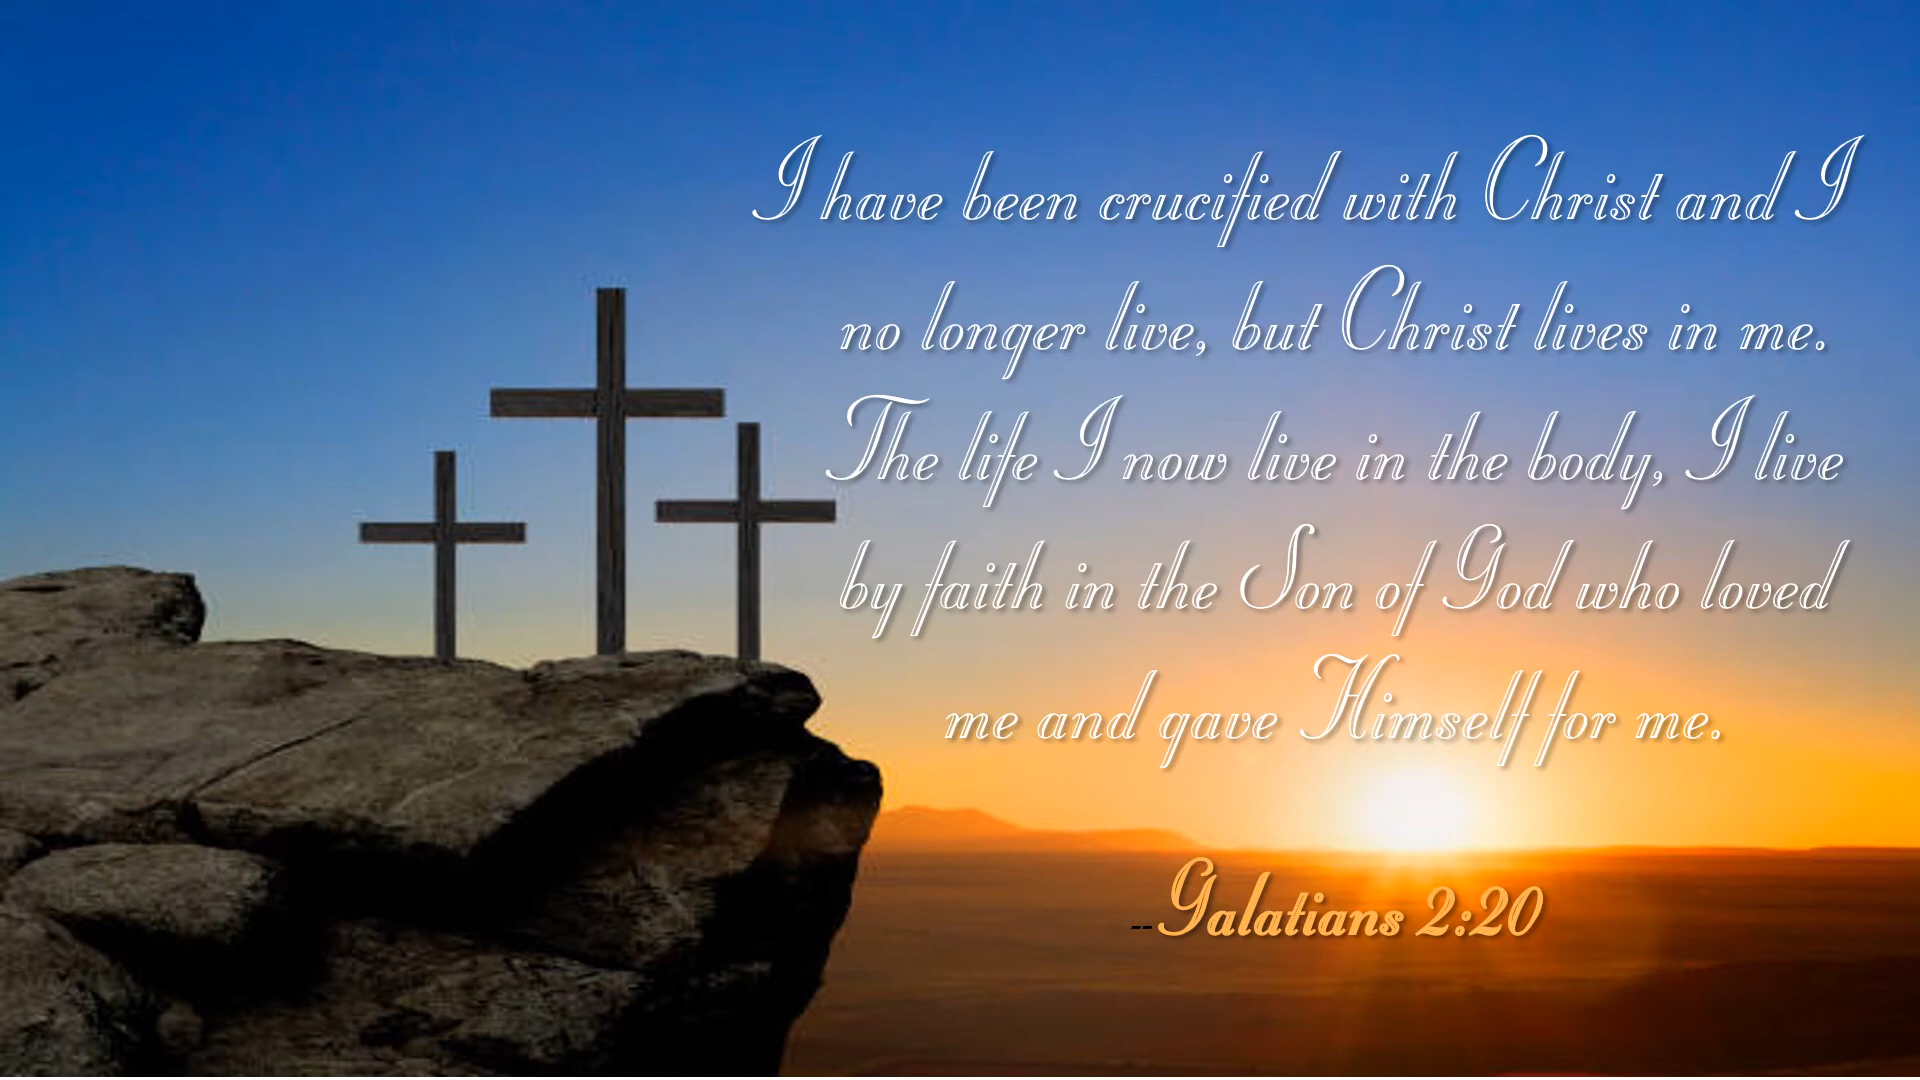 I have been crucified with Christ and I
no longer live, but Christ lives in me.
The life I now live in the body, I live
by faith in the Son of God who loved
me and gave Himself for me.
--Galatians 2:20